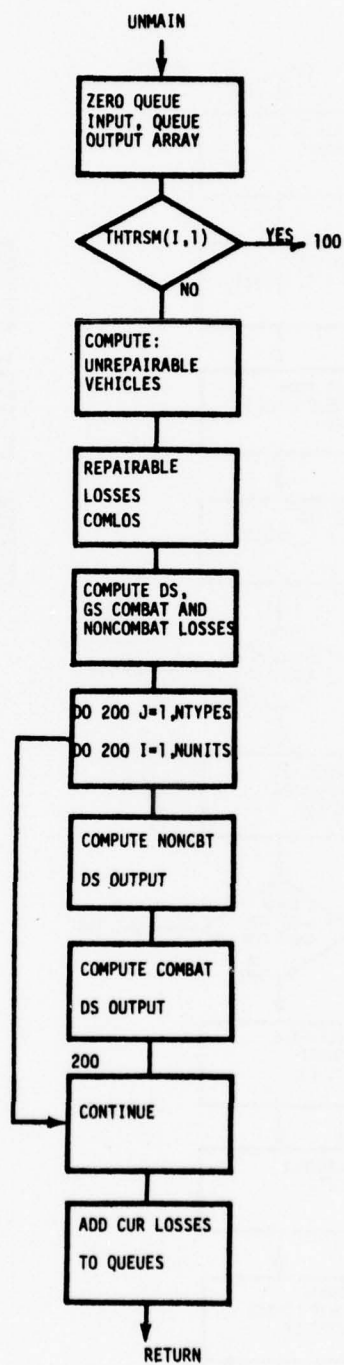 UNMAIN
ZERO QUEUE
INPUT, QUEUE
OUTPUT ARRAY
THTRSM(I,1)
YES
100
NO
COMPUTE:
UNREPAIRABLE
VEHICLES
REPAIRABLE
LOSSES
COMLOS
COMPUTE DS,
GS COMBAT AND
NONCOMBAT LOSSES
DO 200 J=1,NTYPES
DO 200 I=1,NUNITS
COMPUTE NONCBT
DS OUTPUT
COMPUTE COMBAT
DS OUTPUT
200
CONTINUE
ADD CUR LOSSES
TO QUEUES
RETURN